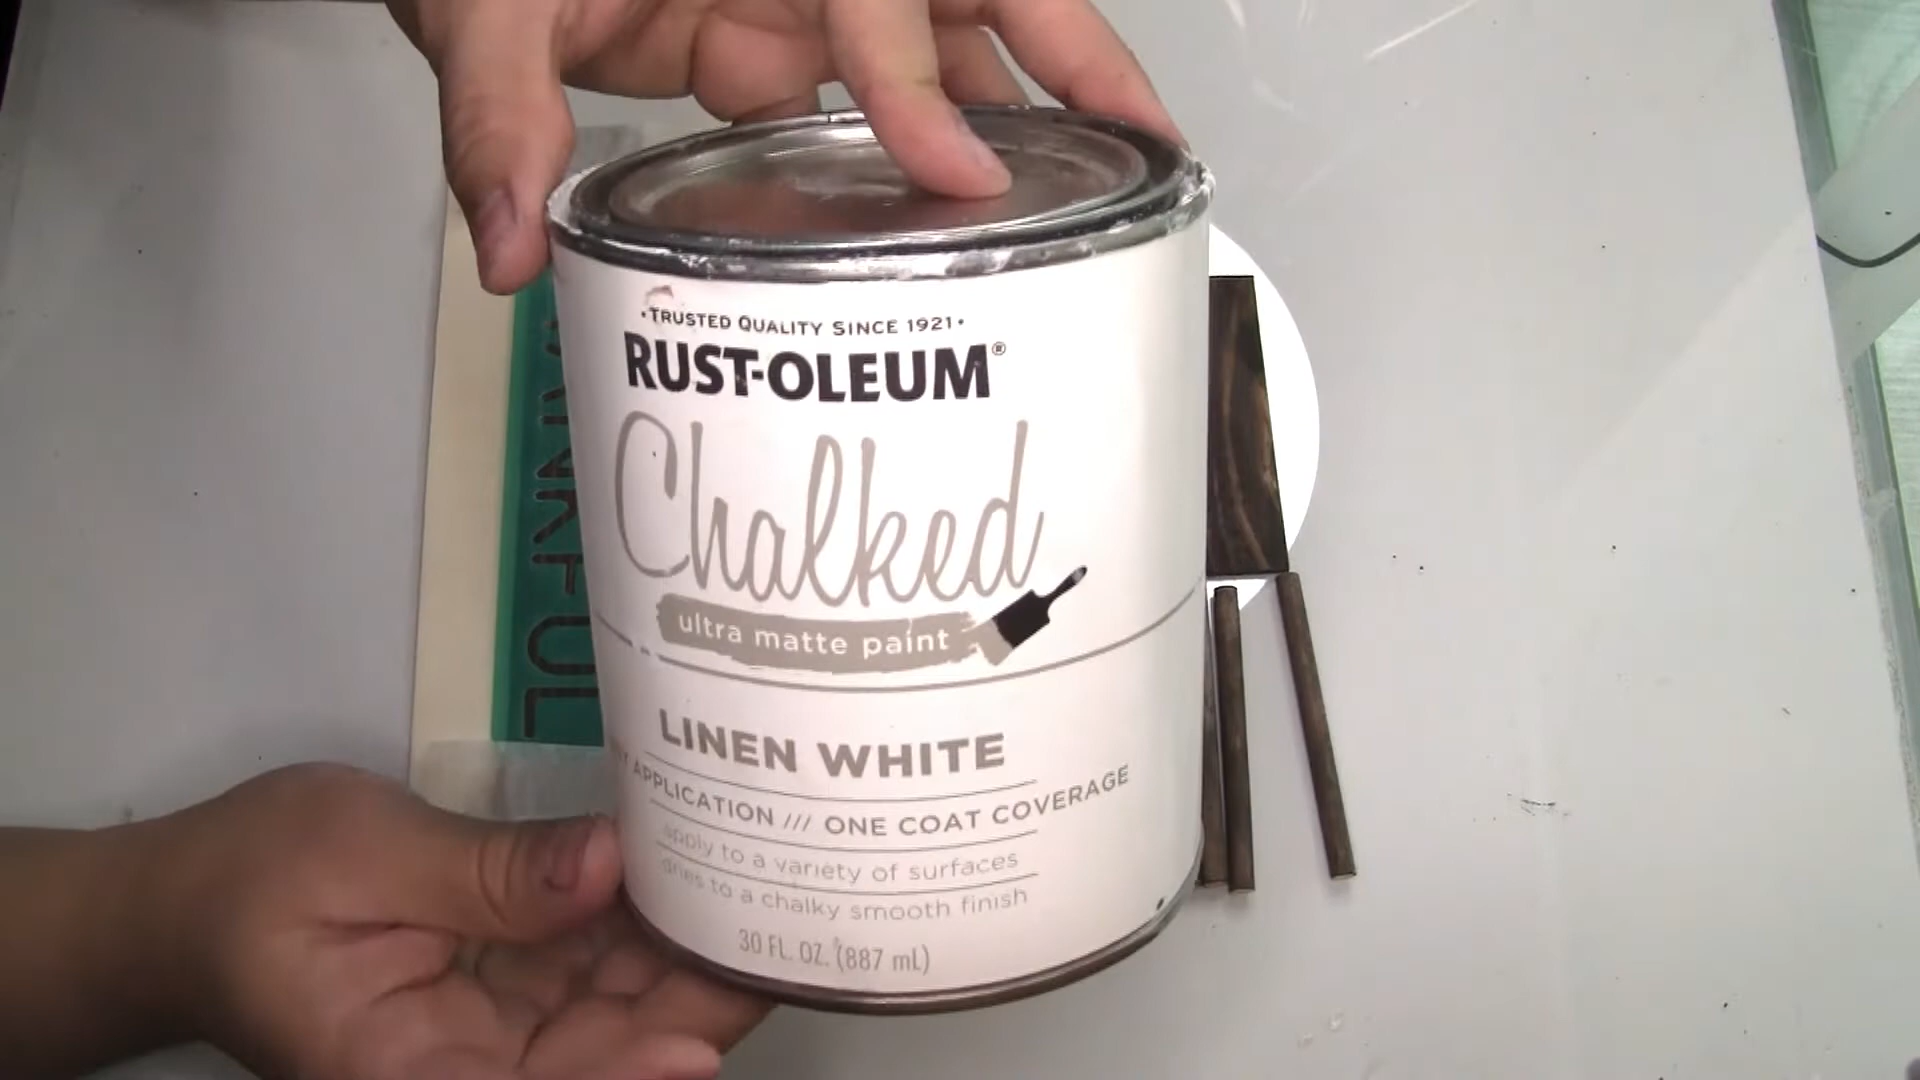 •TRUSTED QUALITY SINCE 1921•
RUST-OLEUM®
Chalked
ultra matte paint
LINEN WHITE
APPLICATION /// ONE COAT COVERAGE
apply to a variety of surfaces
dries to a chalky smooth finish
30 FL. OZ. (887 mL)